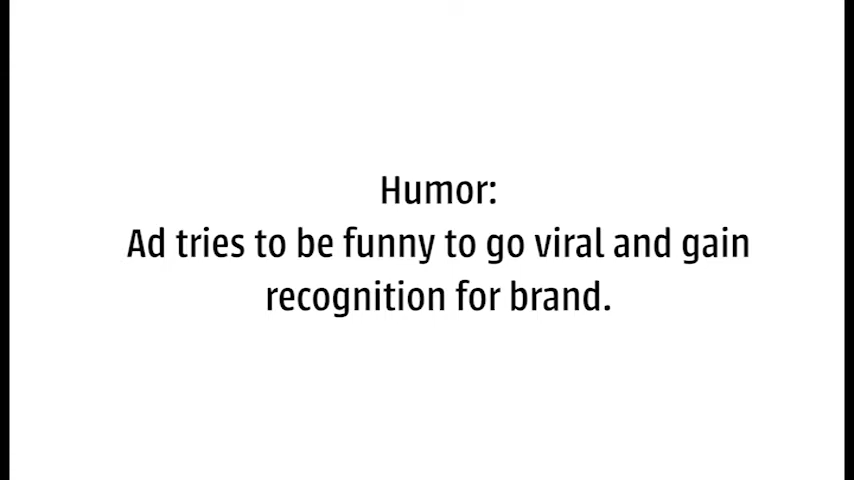 Humor:
Ad tries to be funny to go viral and gain
recognition for brand.